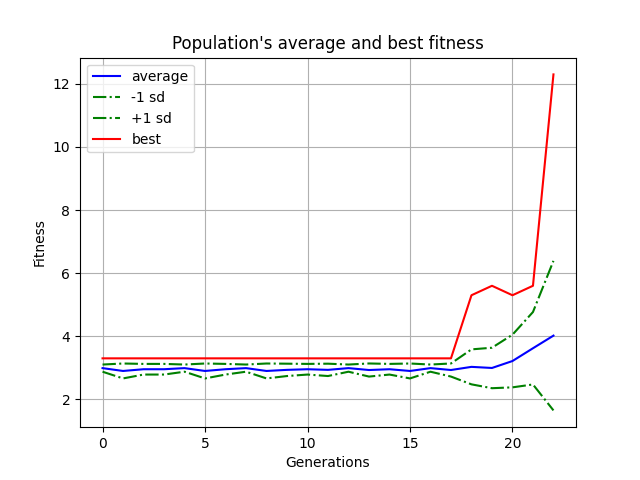 Population's average and best fitness
average
-1 sd
+1 sd
best
12
10
8
6
4
2
Fitness
0 5 10 15 20
Generations